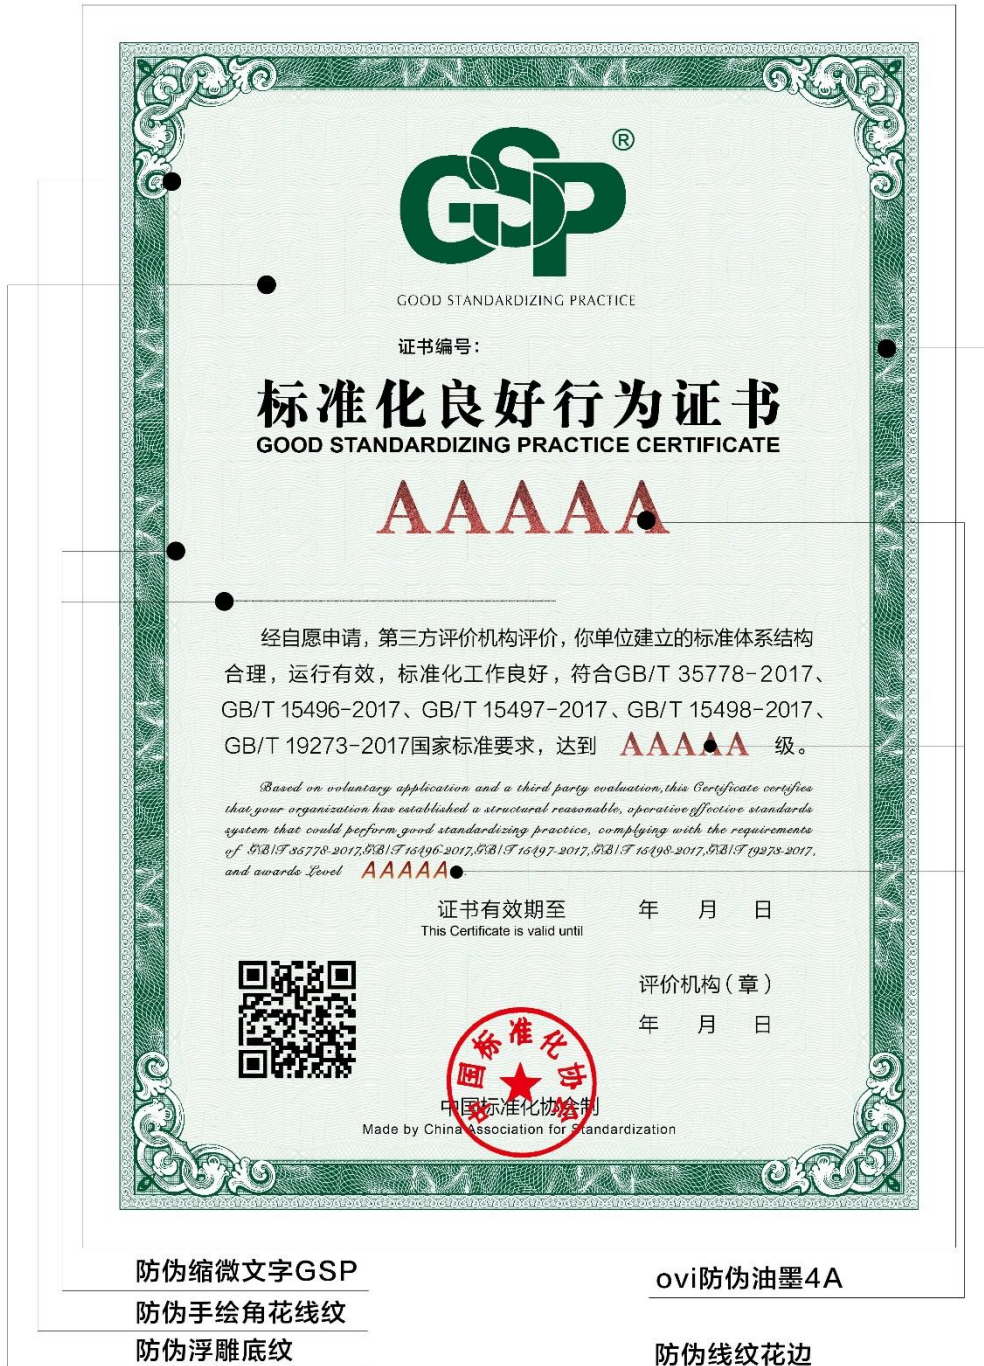 GSP®
GOOD STANDARDIZING PRACTICE
证书编号：
标准化良好行为证书
GOOD STANDARDIZING PRACTICE CERTIFICATE
AAAAA
经自愿申请，第三方评价机构评价，你单位建立的标准体系结构
合理，运行有效，标准化工作良好，符合GB/T 35778-2017、
GB/T 15496-2017、GB/T 15497-2017、GB/T 15498-2017、
GB/T 19273-2017国家标准要求，达到 AAAAA 级。
Based on voluntary application and a third party evaluation,this Certificate certifies
that your organization has established a structural reasonable, operative effective standards
system that could perform good standardizing practice, complying with the requirements
of GB/T35778-2017,GB/T15496-2017,GB/T15497-2017,GB/T15498-2017,GB/T19273-2017,
and awards Level AAAAA.
证书有效期至 年 月 日
This Certificate is valid until
评价机构（章）
年 月 日
中国标准化协会
中国标准化协会制
Made by China Association for Standardization
防伪缩微文字GSP
ovi防伪油墨4A
防伪手绘角花线纹
防伪浮雕底纹
防伪线纹花边